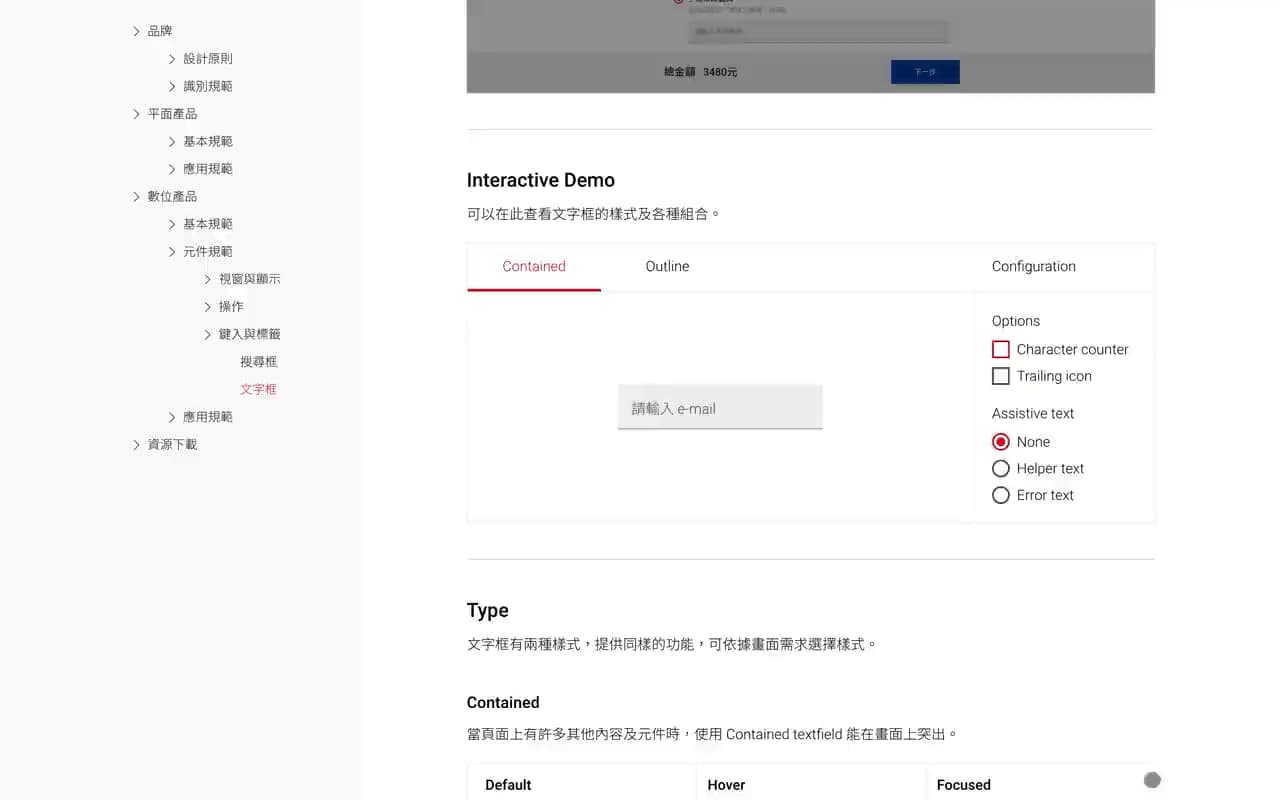 品牌
設計原則
識別規範
平面產品
基本規範
應用規範
數位產品
基本規範
元件規範
視窗與顯示
操作
鍵入與標籤
搜尋框
文字框
應用規範
資源下載
總金額 3480元
下一步
Interactive Demo
可以在此查看文字框的樣式及各種組合。
Contained
Outline
Configuration
請輸入 e-mail
Options
Character counter
Trailing icon
Assistive text
None
Helper text
Error text
Type
文字框有兩種樣式，提供同樣的功能，可依據畫面需求選擇樣式。
Contained
當頁面上有許多其他內容及元件時，使用 Contained textfield 能在畫面上突出。
Default
Hover
Focused